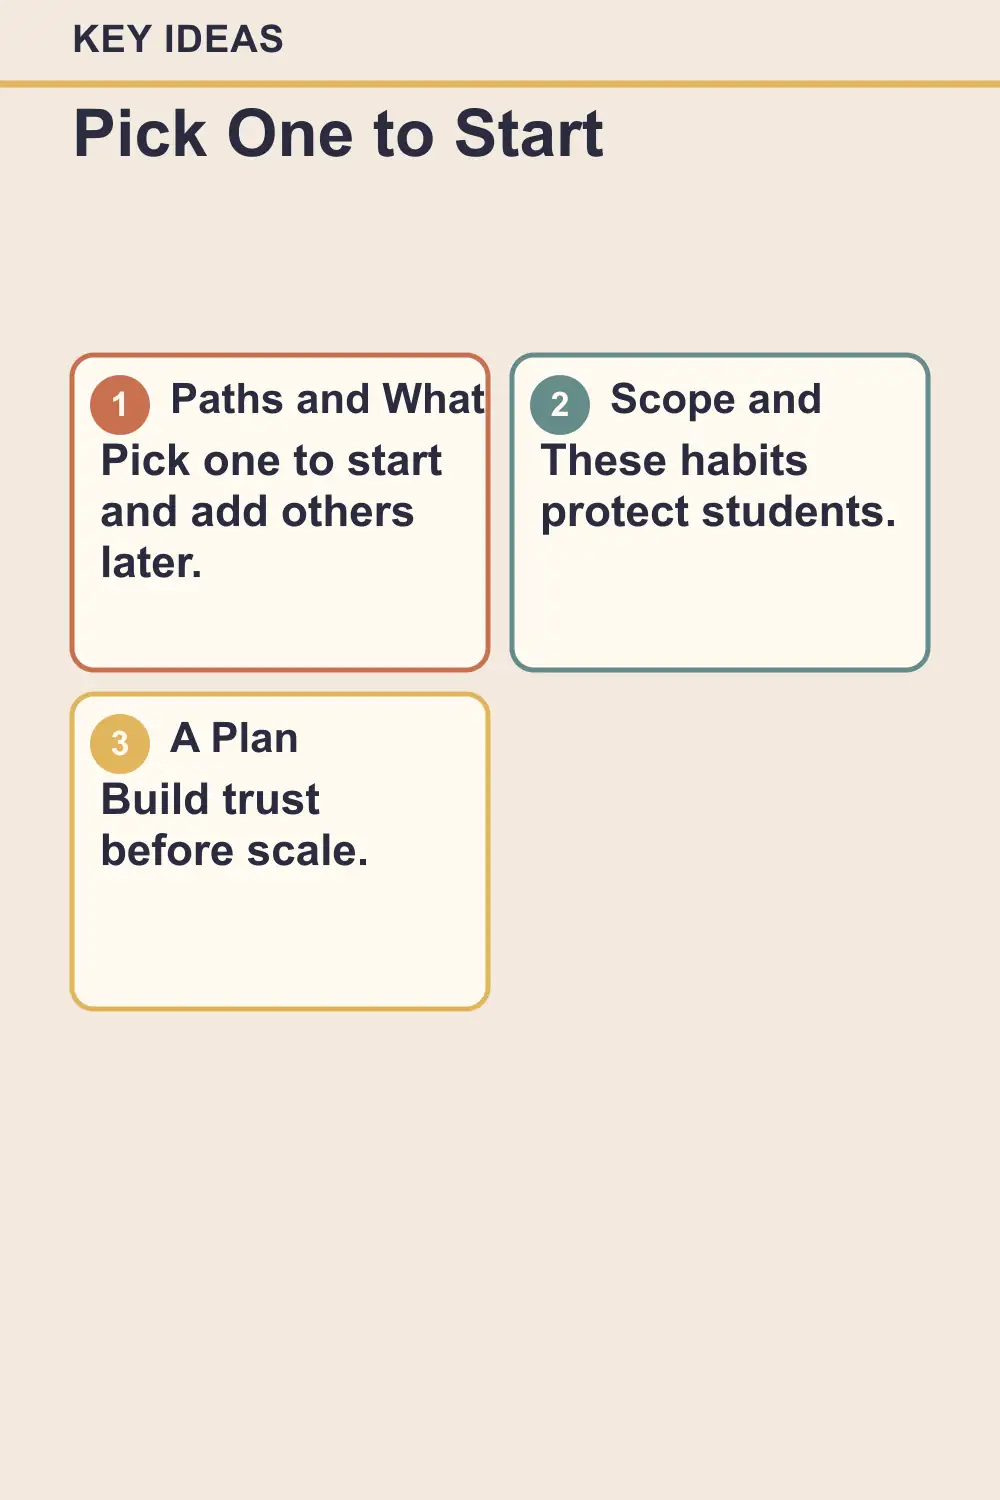 KEY IDEAS
Pick One to Start
1 Paths and What
Pick one to start
and add others
later.
2 Scope and
These habits
protect students.
3 A Plan
Build trust
before scale.